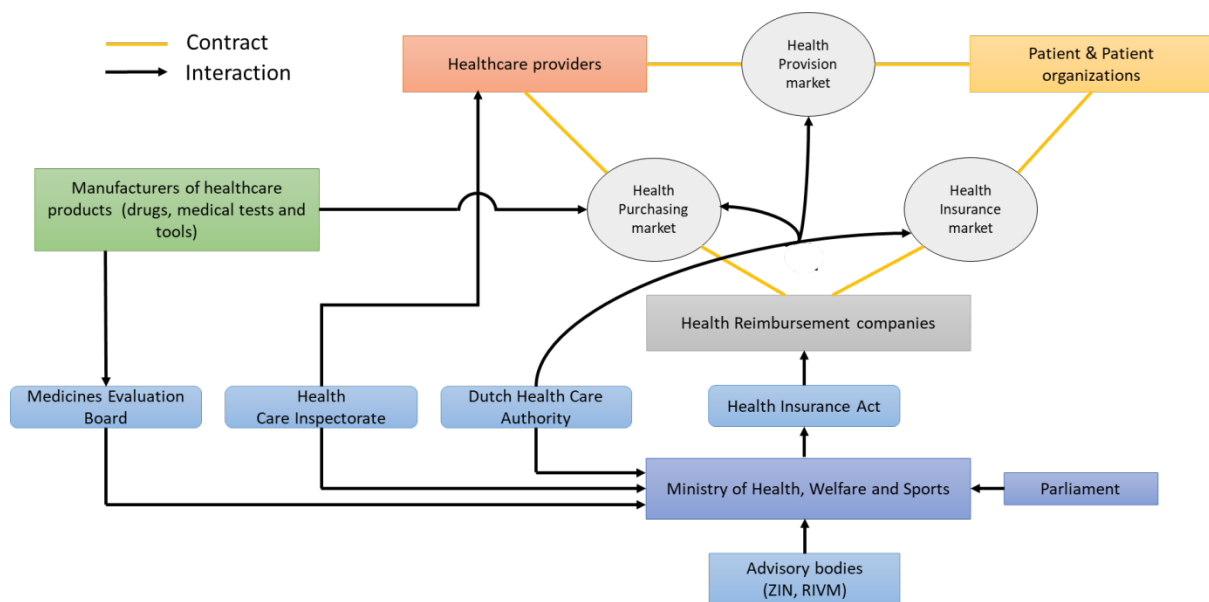 Contract
Interaction
Healthcare providers
Health
Provision
market
Patient & Patient
organizations
Manufacturers of healthcare
products  (drugs, medical tests and
tools)
Health
Purchasing
market
Health
Insurance
market
Health Reimbursement companies
Medicines Evaluation
Board
Health
Care Inspectorate
Dutch Health Care
Authority
Health Insurance Act
Ministry of Health, Welfare and Sports
Parliament
Advisory bodies
(ZIN, RIVM)